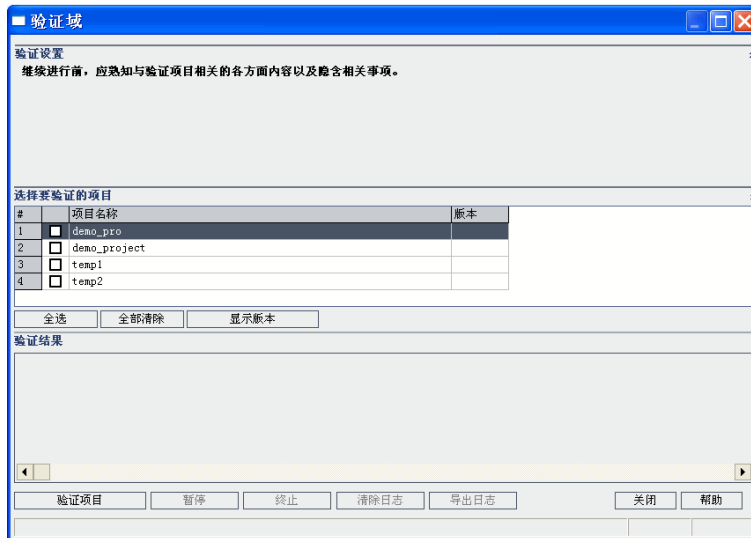 验证域
验证设置
继续进行前，应熟知与验证项目相关的各方面内容以及隐含相关事项。
选择要验证的项目
# 项目名称 版本
1 demo_pro
2 demo_project
3 temp1
4 temp2
全选 全部清除 显示版本
验证结果
验证项目 暂停 终止 清除日志 导出日志 关闭 帮助